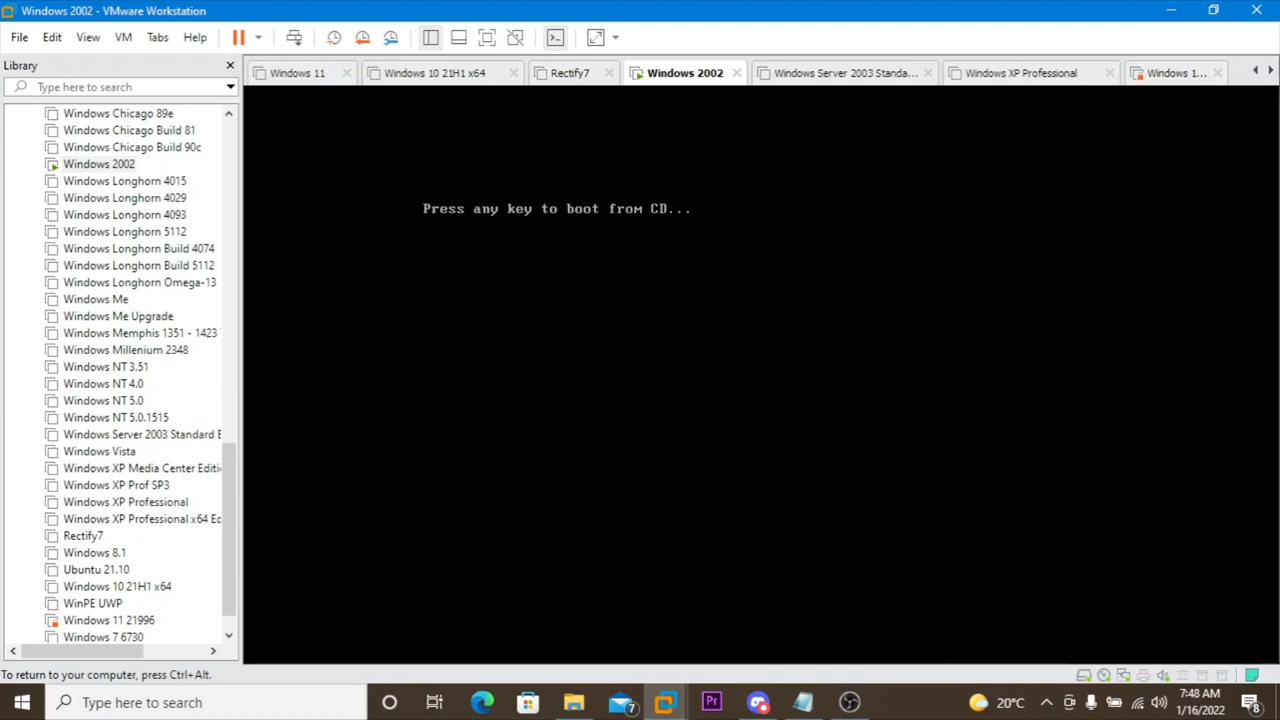 Windows 2002 - VMware Workstation
File Edit View VM Tabs Help
Library
Type here to search
Windows 11
Windows 10 21H1 x64
Rectify7
Windows 2002
Windows Server 2003 Standa...
Windows XP Professional
Windows 1...
Windows Chicago 89e
Windows Chicago Build 81
Windows Chicago Build 90c
Windows 2002
Windows Longhorn 4015
Windows Longhorn 4029
Windows Longhorn 4093
Windows Longhorn 5112
Windows Longhorn Build 4074
Windows Longhorn Build 5112
Windows Longhorn Omega-13
Windows Me
Windows Me Upgrade
Windows Memphis 1351 - 1423
Windows Millenium 2348
Windows NT 3.51
Windows NT 4.0
Windows NT 5.0
Windows NT 5.0.1515
Windows Server 2003 Standard E
Windows Vista
Windows XP Media Center Editi
Windows XP Prof SP3
Windows XP Professional
Windows XP Professional x64 Ec
Rectify7
Windows 8.1
Ubuntu 21.10
Windows 10 21H1 x64
WinPE UWP
Windows 11 21996
Windows 7 6730
Press any key to boot from CD...
To return to your computer, press Ctrl+Alt.
Type here to search
7
Pr
20°C
7:48 AM
1/16/2022
8